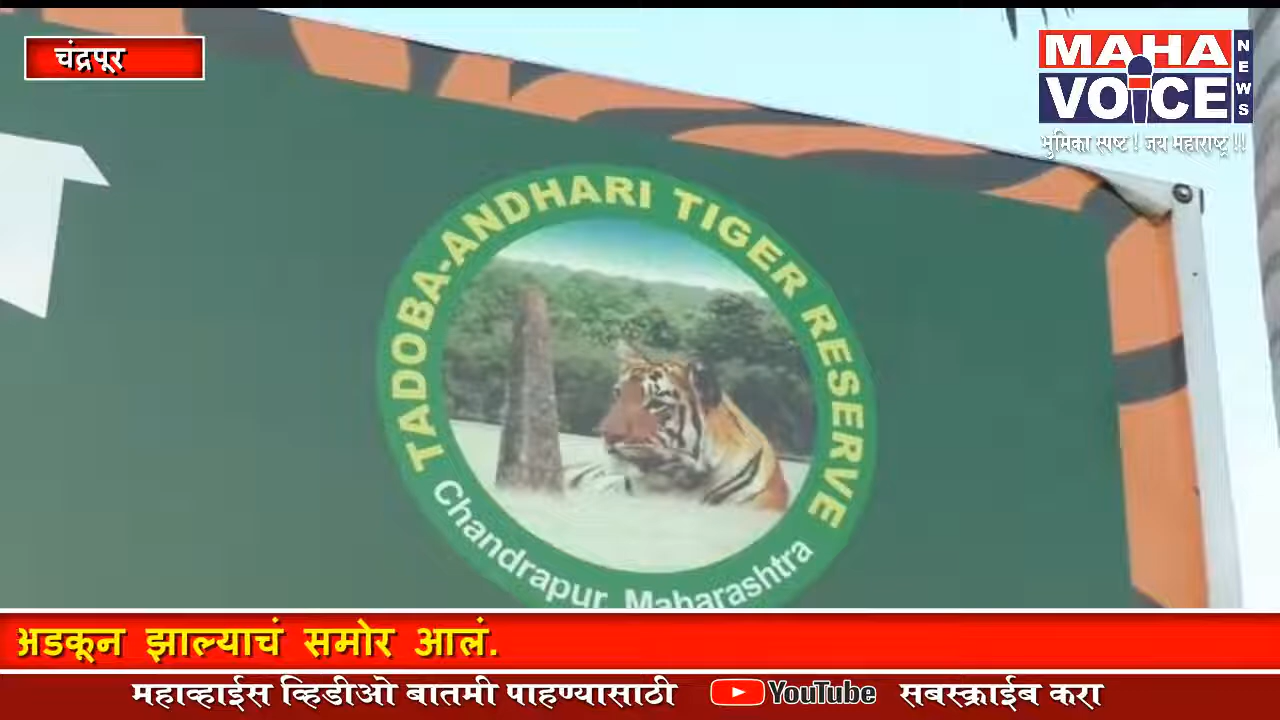 चंद्रपूर
MAHA
VOICE
NEWS
भुमिका स्पष्ट ! जय महाराष्ट्र !!
TADOBA-ANDHARI TIGER RESERVE
Chandrapur, Maharashtra
अडकून झाल्याचं समोर आलं.
महाव्हाईस व्हिडीओ बातमी पाहण्यासाठी YouTube सबस्क्राईब करा